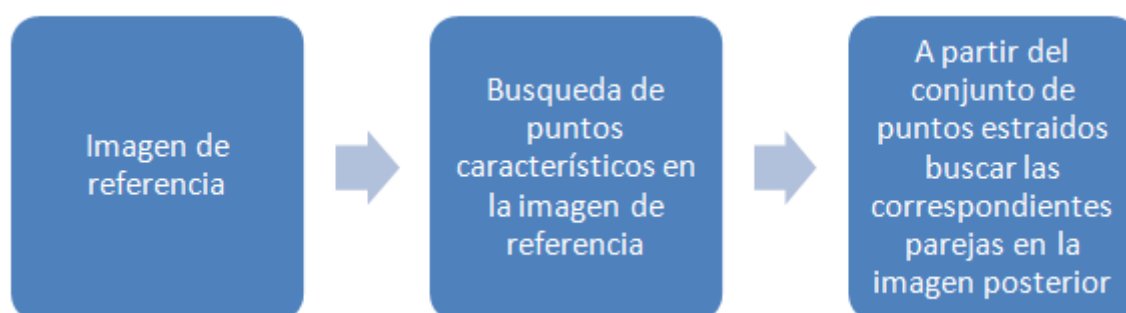 Imagen de
referencia
Busqueda de
puntos
característicos en
la imagen de
referencia
A partir del
conjunto de
puntos estraidos
buscar las
correspondientes
parejas en la
imagen posterior